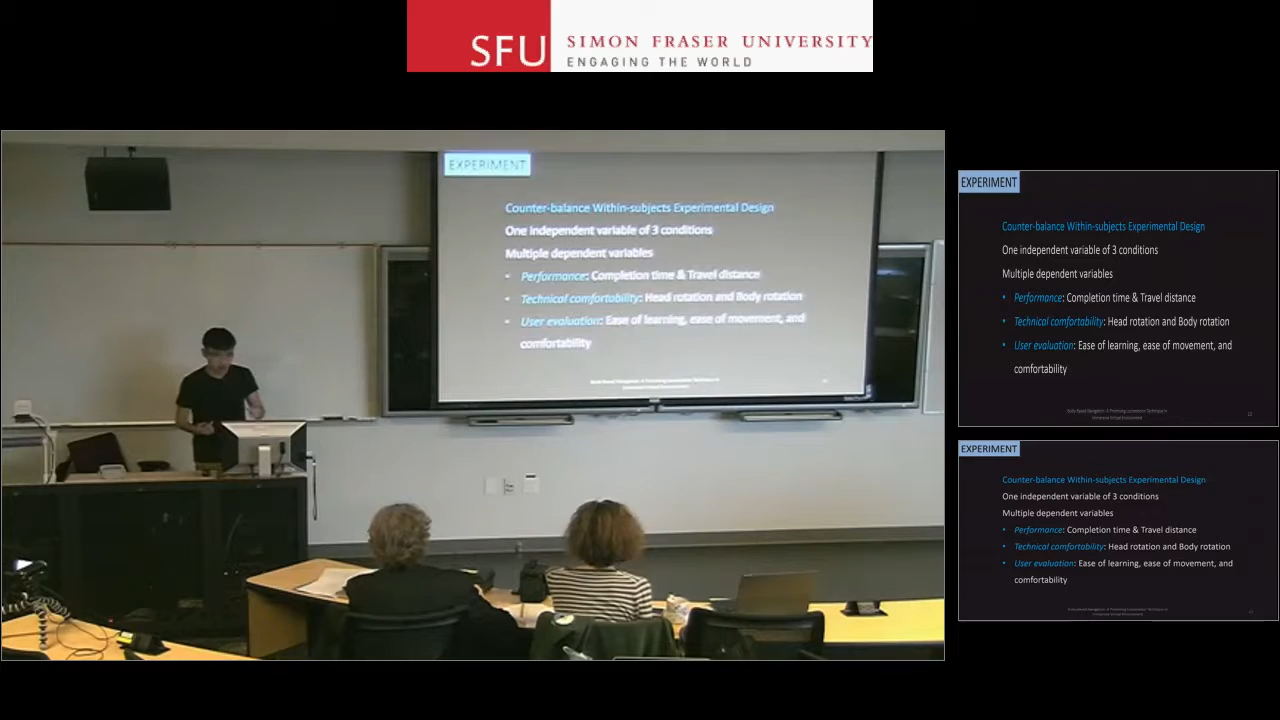 SFU
SIMON FRASER UNIVERSITY
ENGAGING THE WORLD
EXPERIMENT
Counter-balance Within-subjects Experimental Design
One independent variable of 3 conditions
Multiple dependent variables
• Performance: Completion time & Travel distance
• Technical comfortability: Head rotation and Body rotation
• User evaluation: Ease of learning, ease of movement, and
comfortability
EXPERIMENT
Counter-balance Within-subjects Experimental Design
One independent variable of 3 conditions
Multiple dependent variables
• Performance: Completion time & Travel distance
• Technical comfortability: Head rotation and Body rotation
• User evaluation: Ease of learning, ease of movement, and
comfortability
EXPERIMENT
Counter-balance Within-subjects Experimental Design
One independent variable of 3 conditions
Multiple dependent variables
• Performance: Completion time & Travel distance
• Technical comfortability: Head rotation and Body rotation
• User evaluation: Ease of learning, ease of movement, and
comfortability